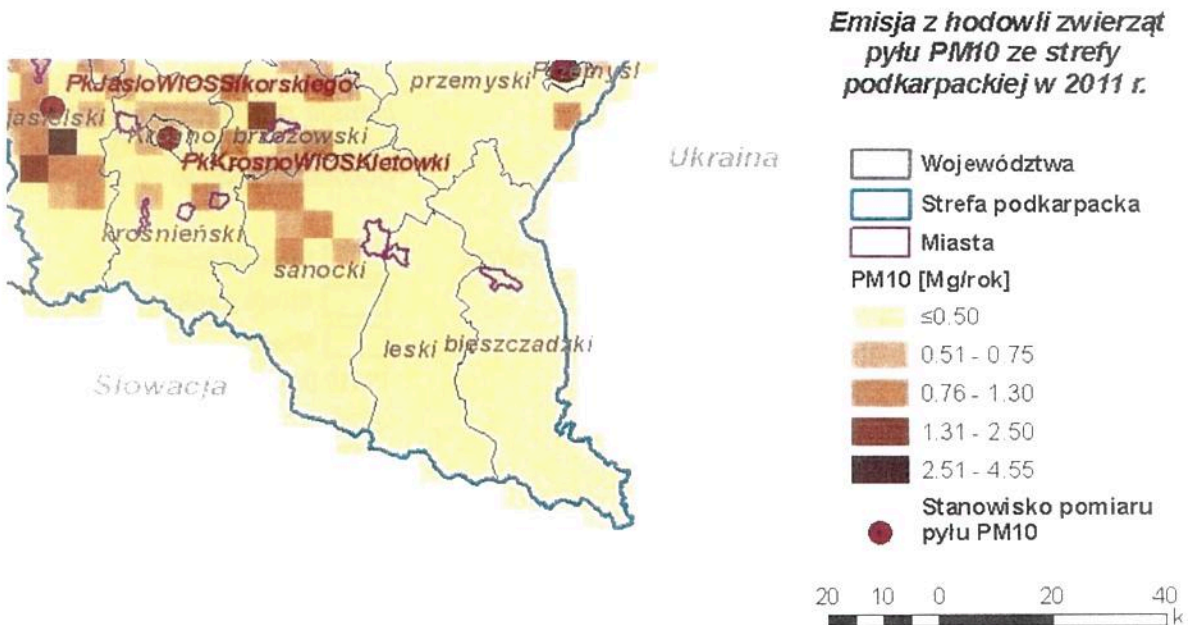 Emisja z hodowli zwierząt
pyłu PM10 ze strefy
podkarpackiej w 2011 r.
PkJasloWIOSSikorskiego
przemyski
Przemysl
jasielski
Krosno
brzozowski
PkKrosnoWIOSKletowki
Ukraina
krośnieński
sanocki
leski
bieszczadzki
Słowacja
Województwa
Strefa podkarpacka
Miasta
PM10 [Mg/rok]
≤0.50
0.51 - 0.75
0.76 - 1.30
1.31 - 2.50
2.51 - 4.55
Stanowisko pomiaru
pyłu PM10
20 10 0 20 40
k